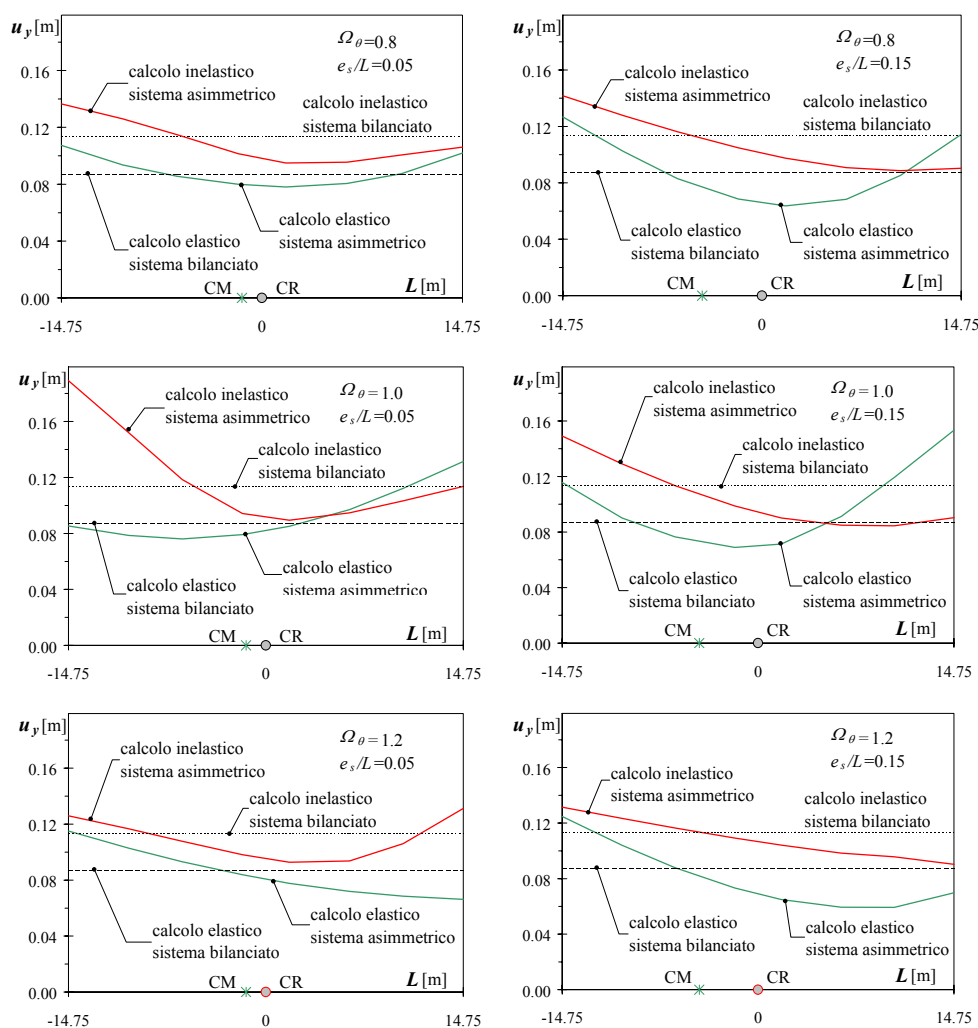 u_y [m]
Ω_θ=0.8
e_s/L=0.05
calcolo inelastico
sistema asimmetrico
calcolo inelastico
sistema bilanciato
calcolo elastico
sistema bilanciato
calcolo elastico
sistema asimmetrico
0.16
0.12
0.08
0.04
0.00
CM
CR
L [m]
-14.75
0
14.75
u_y [m]
Ω_θ=0.8
e_s/L=0.15
calcolo inelastico
sistema asimmetrico
calcolo inelastico
sistema bilanciato
calcolo elastico
sistema bilanciato
calcolo elastico
sistema asimmetrico
0.16
0.12
0.08
0.04
0.00
CM
CR
L [m]
-14.75
0
14.75
u_y [m]
Ω_θ=1.0
e_s/L=0.05
calcolo inelastico
sistema asimmetrico
calcolo inelastico
sistema bilanciato
calcolo elastico
sistema bilanciato
calcolo elastico
sistema asimmetrico
0.16
0.12
0.08
0.04
0.00
CM
CR
L [m]
-14.75
0
14.75
u_y [m]
Ω_θ=1.0
e_s/L=0.15
calcolo inelastico
sistema asimmetrico
calcolo inelastico
sistema bilanciato
calcolo elastico
sistema bilanciato
calcolo elastico
sistema asimmetrico
0.16
0.12
0.08
0.04
0.00
CM
CR
L [m]
-14.75
0
14.75
u_y [m]
Ω_θ=1.2
e_s/L=0.05
calcolo inelastico
sistema asimmetrico
calcolo inelastico
sistema bilanciato
calcolo elastico
sistema bilanciato
calcolo elastico
sistema asimmetrico
0.16
0.12
0.08
0.04
0.00
CM
CR
L [m]
-14.75
0
14.75
u_y [m]
Ω_θ=1.2
e_s/L=0.15
calcolo inelastico
sistema asimmetrico
calcolo inelastico
sistema bilanciato
calcolo elastico
sistema bilanciato
calcolo elastico
sistema asimmetrico
0.16
0.12
0.08
0.04
0.00
CM
CR
L [m]
-14.75
0
14.75